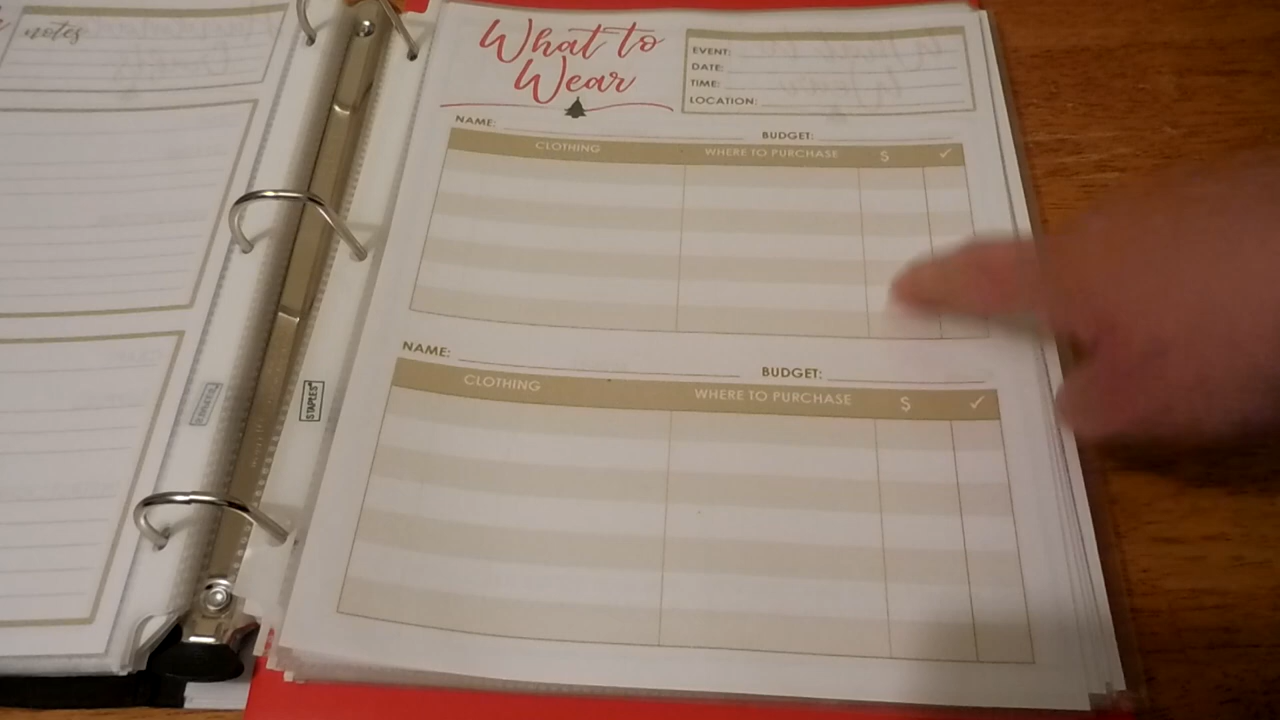 notes
What to
Wear
EVENT:
DATE:
TIME:
LOCATION:
NAME: BUDGET:
CLOTHING WHERE TO PURCHASE $ ✓
NAME: BUDGET:
CLOTHING WHERE TO PURCHASE $ ✓
STAPLES
STAPLES